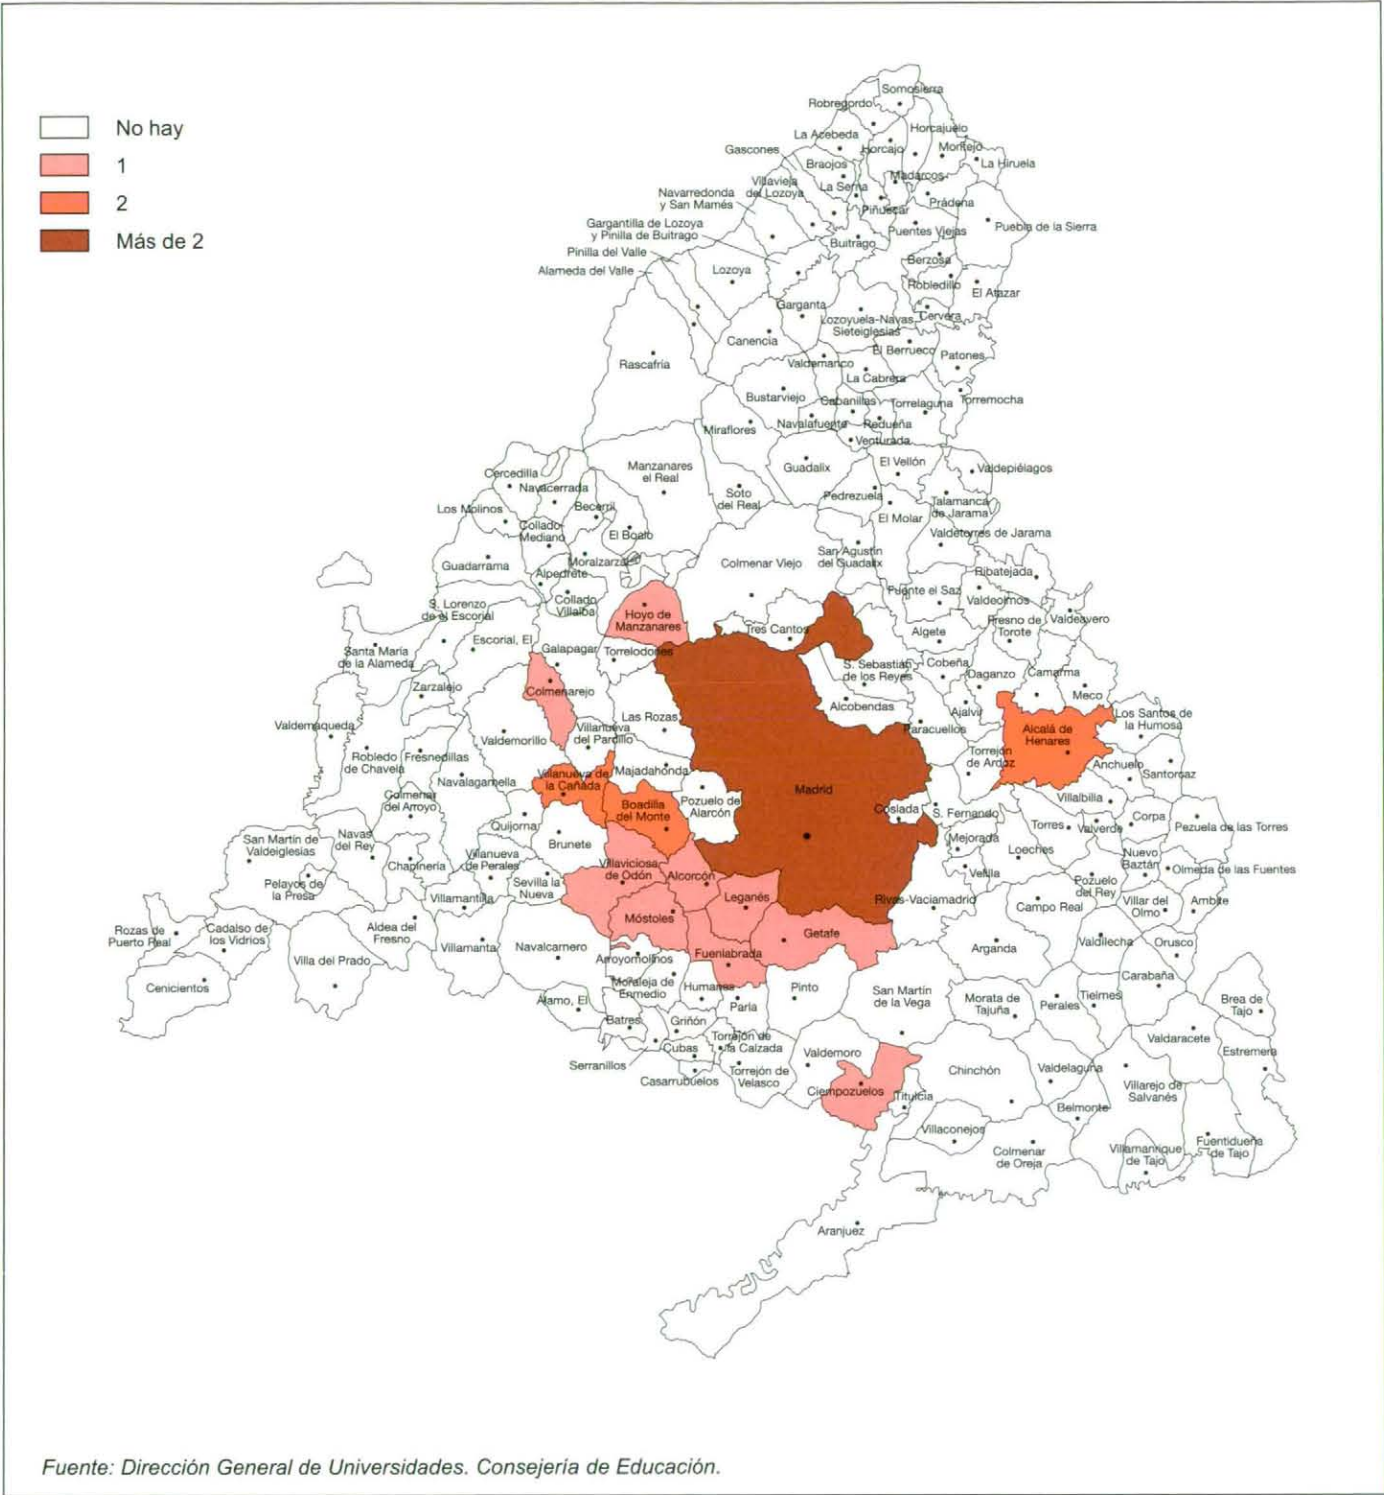 No hay
1
2
Más de 2
Somosierra
Robregordo
La Acebeda
Horcajuelo
Horcajo
Montejo
La Hiruela
Gascones
Braojos
Madarcos
Villavieja
del Lozoya
La Serna
Prádena
Navarredonda
y San Mamés
Piñuecar
Puebla de la Sierra
Gargantilla de Lozoya
y Pinilla de Buitrago
Buitrago
Puentes Viejas
Pinilla del Valle
Berzosa
Alameda del Valle
Lozoya
Robledillo
El Atazar
Garganta
Lozoyuela-Navas-
Sieteiglesias
Cervera
Canencia
El Berrueco
Patones
Rascafría
Valdemanco
La Cabrera
Bustarviejo
Cabanillas
Torrelaguna
Torremocha
Miraflores
Navalafuente
Redueña
Venturada
Manzanares
el Real
Guadalix
El Vellón
Valdepiélagos
Cercedilla
Navacerrada
Soto
del Real
Pedrezuela
Talamanca
de Jarama
Los Molinos
Becerril
El Molar
Collado-
Mediano
El Boalo
Valdetorres de Jarama
Guadarrama
Moralzarzal
Colmenar Viejo
San Agustín
del Guadalix
Alpedrete
Ribatejada
Collado
Villalba
Fuente el Saz
Valdeolmos
S. Lorenzo
de el Escorial
Hoyo de
Manzanares
Tres Cantos
Algete
Fresno de
Torote
Valdeavero
Escorial, El
Galapagar
Torrelodones
Santa María
de la Alameda
S. Sebastián
de los Reyes
Cobeña
Daganzo
Camarma
Zarzalejo
Colmenarejo
Alcobendas
Ajalvir
Meco
Valdemaqueda
Las Rozas
Villanueva
del Pardillo
Paracuellos
Alcalá de
Henares
Los Santos de
la Humosa
Valdemorillo
Robledo
de Chavela
Fresnedillas
Torrejón
de Ardoz
Anchuelo
Navalagamella
Villanueva de
la Cañada
Majadahonda
Santorcaz
Colmenar
del Arroyo
Boadilla
del Monte
Pozuelo de
Alarcón
Madrid
Coslada
S. Fernando
Villalbilla
Quijorna
Torres
Valverde
Corpa
Pezuela de las Torres
San Martín de
Valdeiglesias
Navas
del Rey
Brunete
Mejorada
Loeches
Chapinería
Villanueva
de Perales
Villaviciosa
de Odón
Alcorcón
Velilla
Nuevo
Baztán
Olmeda de las Fuentes
Pelayos de
la Presa
Sevilla la
Nueva
Leganés
Pozuelo
del Rey
Villamantilla
Rivas-Vaciamadrid
Campo Real
Villar del
Olmo
Ambite
Móstoles
Rozas de
Puerto Real
Cadalso de
los Vidrios
Aldea del
Fresno
Getafe
Villamanta
Navalcarnero
Fuenlabrada
Arganda
Valdilecha
Orusco
Villa del Prado
Arroyomolinos
Cenicientos
Moraleja de
Enmedio
Humanes
Pinto
San Martín
de la Vega
Carabaña
Álamo, El
Parla
Morata de
Tajuña
Perales
Tielmes
Brea de
Tajo
Batres
Griñón
Torrejón de
la Calzada
Valdaracete
Serranillos
Cubas
Valdemoro
Estremera
Casarrubuelos
Torrejón de
Velasco
Chinchón
Valdelaguna
Ciempozuelos
Titulcia
Villarejo de
Salvanés
Belmonte
Villaconejos
Colmenar
de Oreja
Villamanrique
de Tajo
Fuentidueña
de Tajo
Aranjuez
Fuente: Dirección General de Universidades. Consejería de Educación.